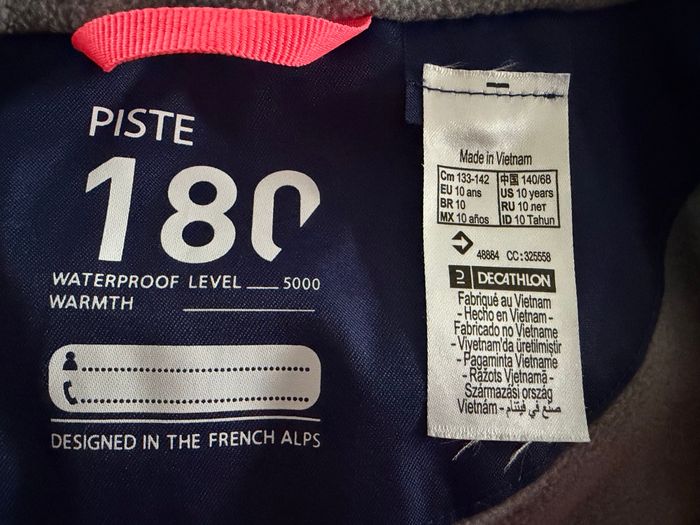 PISTE
180
WATERPROOF LEVEL 5000
WARMTH
DESIGNED IN THE FRENCH ALPS
Made in Vietnam
Cm 133-142
EU 10 ans
BR 10
MX 10 años
中国 140/68
US 10 years
RU 10 лет
ID 10 Tahun
48884 CC:325558
DECATHLON
Fabriqué au Vietnam
- Hecho en Vietnam -
Fabricado no Vietname
- Viyetnam'da üretilmiştir
- Pagaminta Vietname
- Ražots Vjetnamā -
Származási ország
Vietnám - صنع في فيتنام -